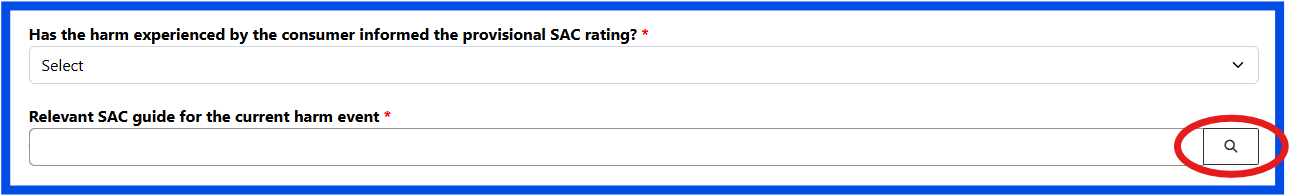 Has the harm experienced by the consumer informed the provisional SAC rating? *
Select
Relevant SAC guide for the current harm event *